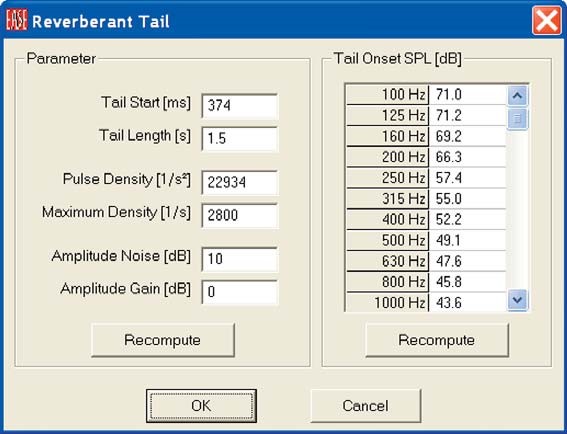 EASE Reverberant Tail
Parameter
Tail Start [ms] 374
Tail Length [s] 1.5
Pulse Density [1/s²] 22934
Maximum Density [1/s] 2800
Amplitude Noise [dB] 10
Amplitude Gain [dB] 0
Recompute
Tail Onset SPL [dB]
100 Hz 71.0
125 Hz 71.2
160 Hz 69.2
200 Hz 66.3
250 Hz 57.4
315 Hz 55.0
400 Hz 52.2
500 Hz 49.1
630 Hz 47.6
800 Hz 45.8
1000 Hz 43.6
Recompute
OK
Cancel